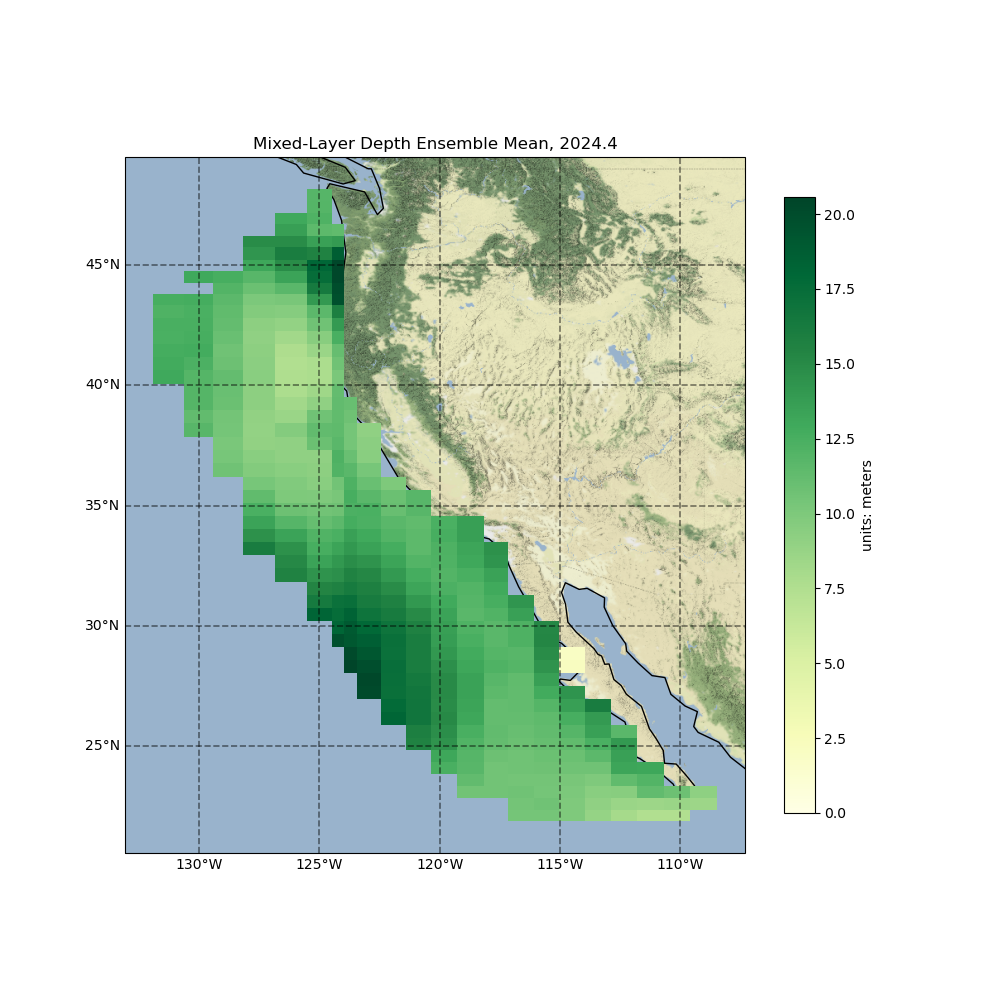 Mixed-Layer Depth Ensemble Mean, 2024.4
45°N
40°N
35°N
30°N
25°N
130°W 125°W 120°W 115°W 110°W
20.0
17.5
15.0
12.5
10.0
7.5
5.0
2.5
0.0
units: meters